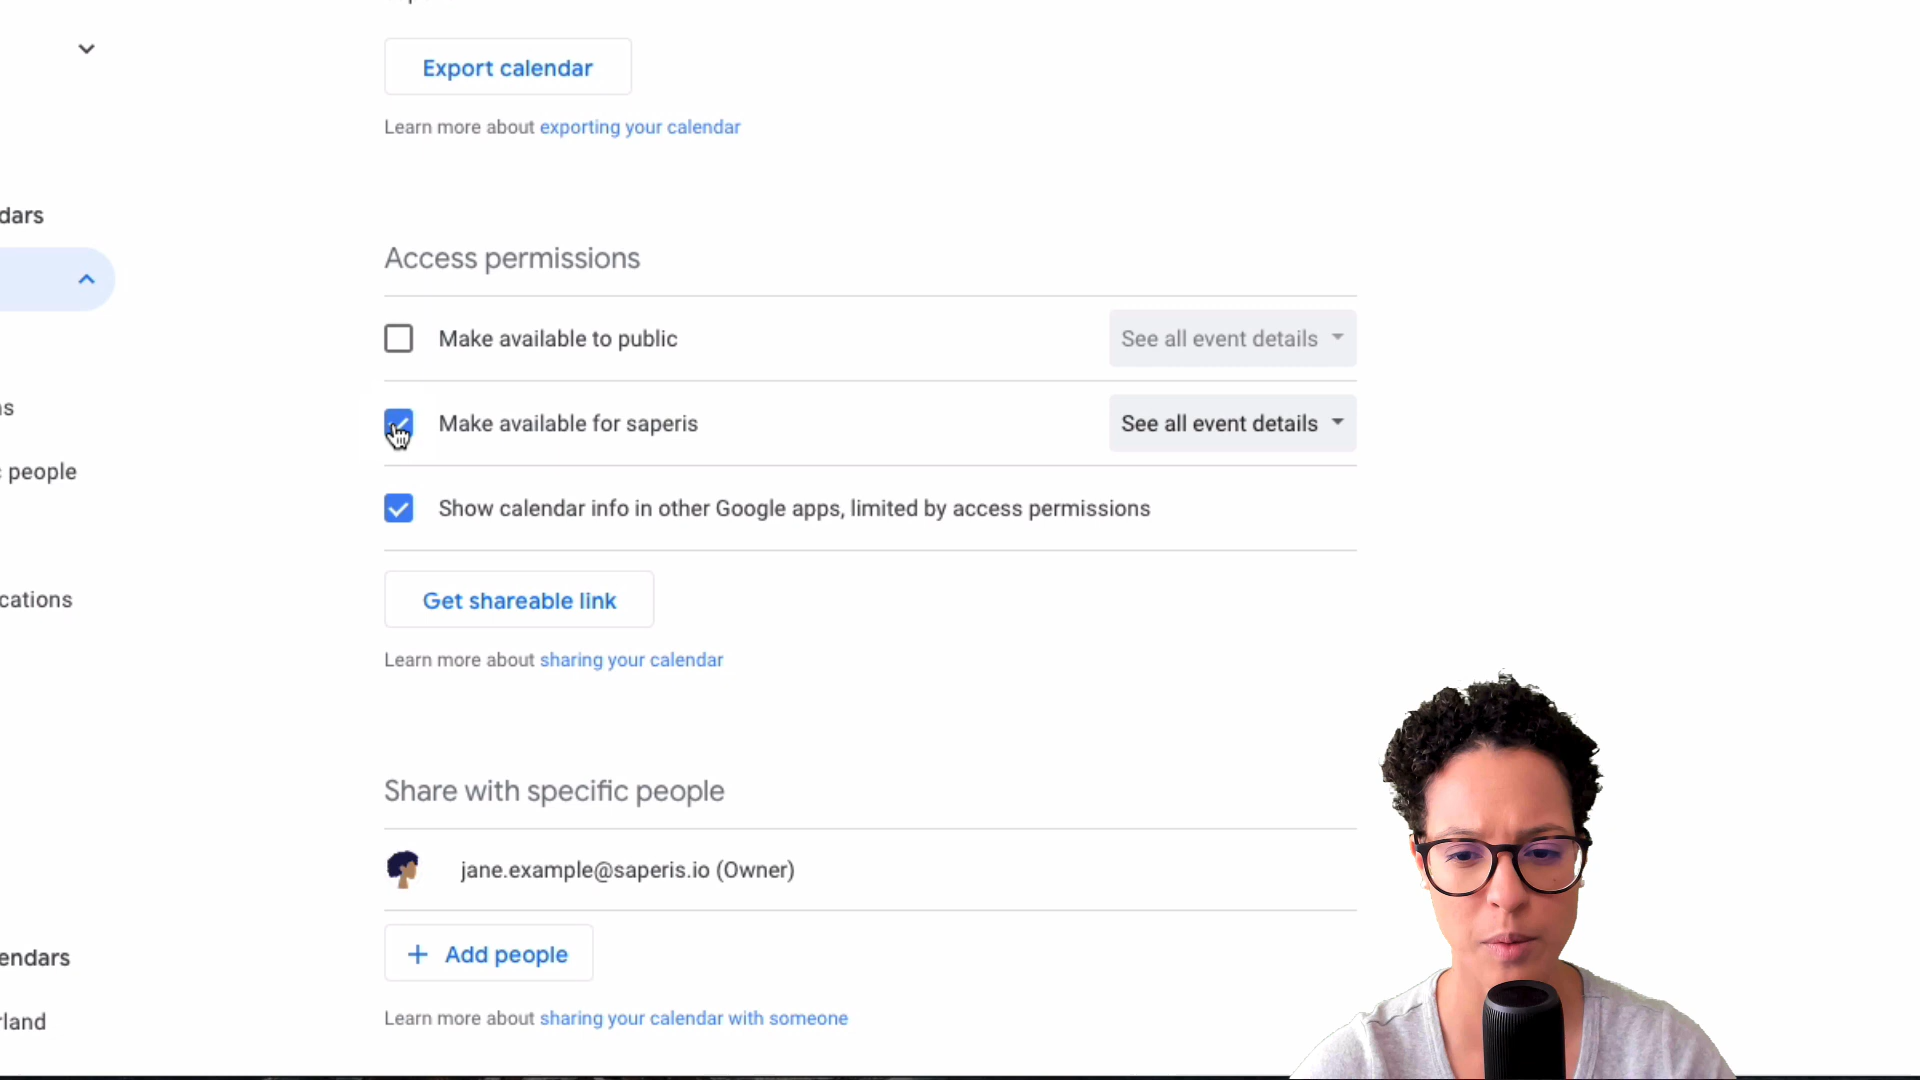 Export calendar
Learn more about exporting your calendar
dars
Access permissions
Make available to public
See all event details
s
Make available for saperis
See all event details
people
Show calendar info in other Google apps, limited by access permissions
cations
Get shareable link
Learn more about sharing your calendar
Share with specific people
jane.example@saperis.io (Owner)
endars
+ Add people
rland
Learn more about sharing your calendar with someone